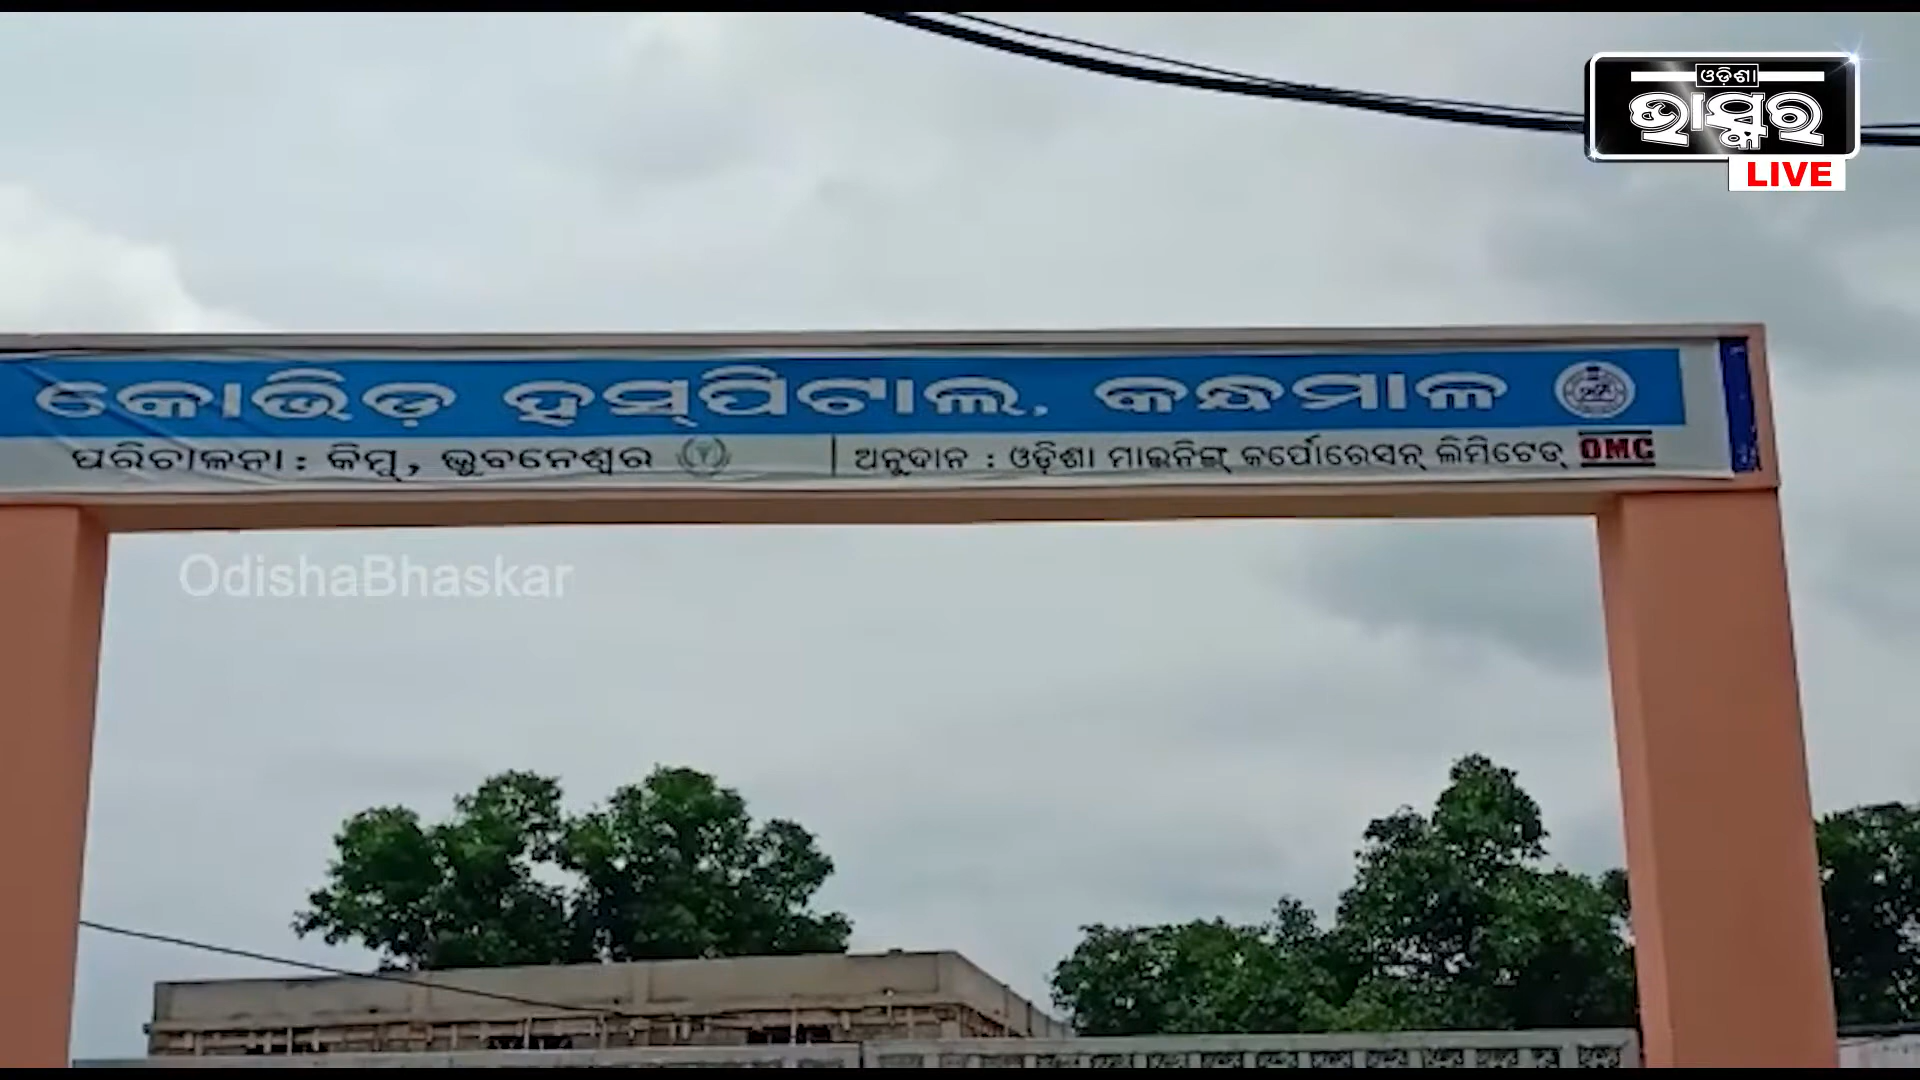 ଓଡ଼ିଶା
ଭାସ୍କର
LIVE
କୋଭିଡ଼ ହସ୍‌ପିଟାଲ, କନ୍ଧମାଳ
ପରିଚାଳନା : କିମ୍ସ୍, ଭୁବନେଶ୍ୱର
ଅନୁଦାନ : ଓଡ଼ିଶା ମାଇନିଙ୍ଗ୍ କର୍ପୋରେସନ୍ ଲିମିଟେଡ୍ OMC
OdishaBhaskar